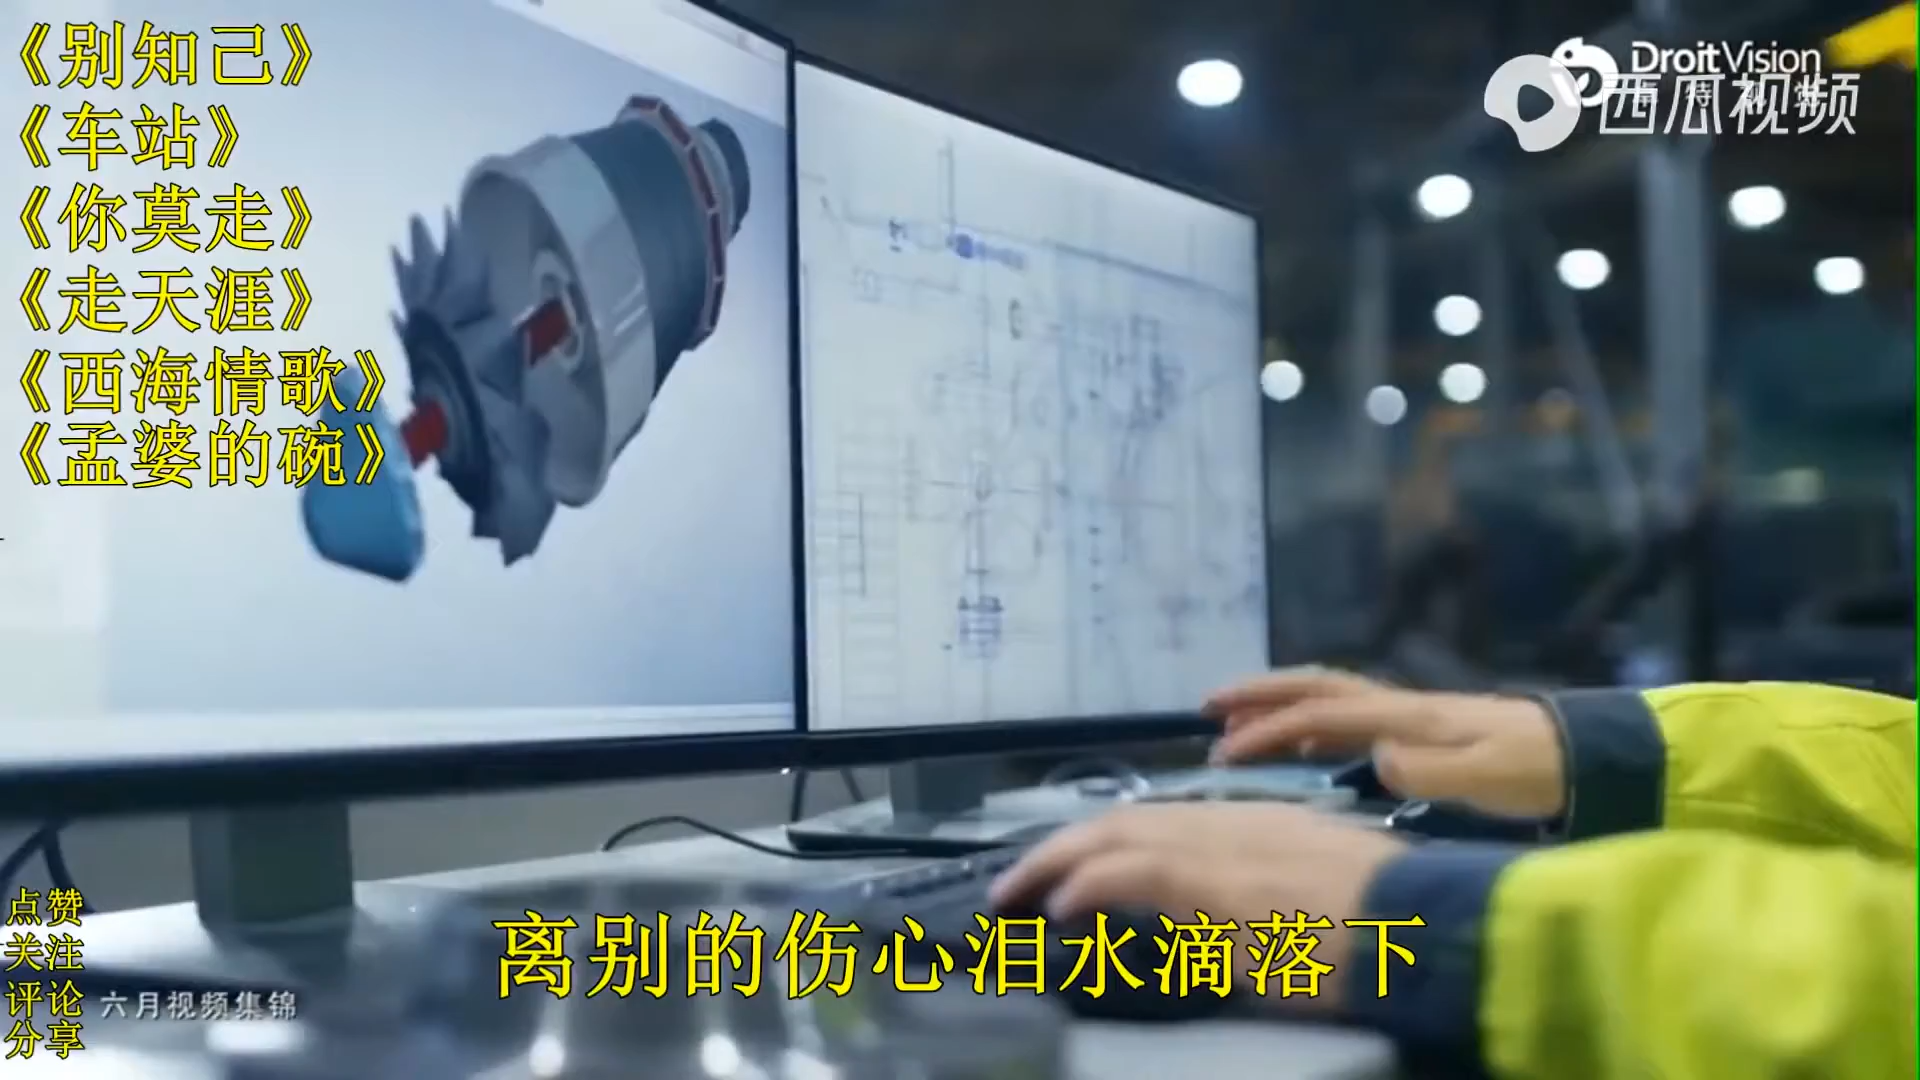 《别知己》
《车站》
《你莫走》
《走天涯》
《西海情歌》
《孟婆的碗》
DroitVision
西瓜视频
离别的伤心泪水滴落下
点赞
关注
评论
分享
六月视频集锦